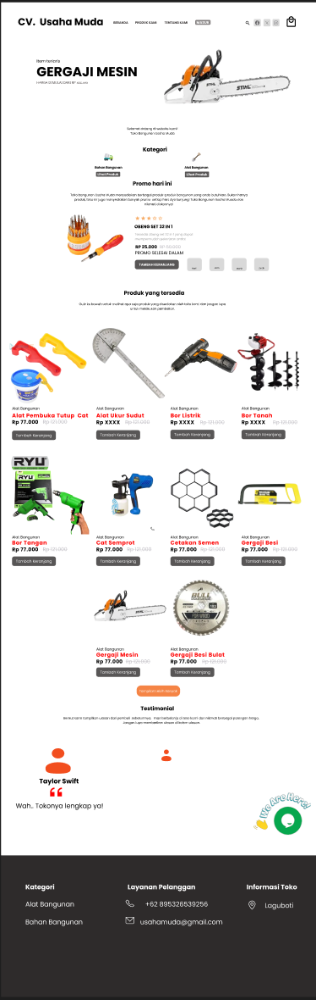 CV. Usaha Muda
BERANDA PRODUK KAMI TENTANG KAMI MASUK
Item terlaris
GERGAJI MESIN
HARGA DIMULAI DARI RP
STIHL
Selamat datang di website kami!
Toko Bangunan Usaha Muda
Kategori
Bahan Bangunan Alat Bangunan
Lihat Produk Lihat Produk
Promo hari ini
OBENG SET 32 IN 1
RP 25.000 RP 50.000
PROMO SELESAI DALAM
TAMBAH KERANJANG
Produk yang tersedia
Alat Bangunan Alat Bangunan Alat Bangunan Alat Bangunan
Alat Pembuka Tutup Cat Alat Ukur Sudut Bor Listrik Bor Tanah
Rp 77.000 Rp 121.000 Rp XXXX Rp 121.000 Rp XXXX Rp 121.000 Rp XXXX Rp 121.000
Tambah Keranjang Tambah Keranjang Tambah Keranjang Tambah Keranjang
RYU
RYU
Alat Bangunan Alat Bangunan Alat Bangunan Alat Bangunan
Bor Tangan Cat Semprot Cetakan Semen Gergaji Besi
Rp 77.000 Rp 121.000 Rp 77.000 Rp 121.000 Rp 77.000 Rp 121.000 Rp 77.000 Rp 121.000
Tambah Keranjang Tambah Keranjang Tambah Keranjang Tambah Keranjang
STIHL
BULL
FOR WOOD
Alat Bangunan Alat Bangunan
Gergaji Mesin Gergaji Besi Bulat
Rp 77.000 Rp 121.000 Rp 77.000 Rp 121.000
Tambah Keranjang Tambah Keranjang
Tampilkan Lebih Banyak
Testimonial
Taylor Swift
Wah.. Tokonya lengkap ya!
We Are Here!
Kategori Layanan Pelanggan Informasi Toko
Alat Bangunan +62 895326539256 Laguboti
Bahan Bangunan usahamuda@gmail.com